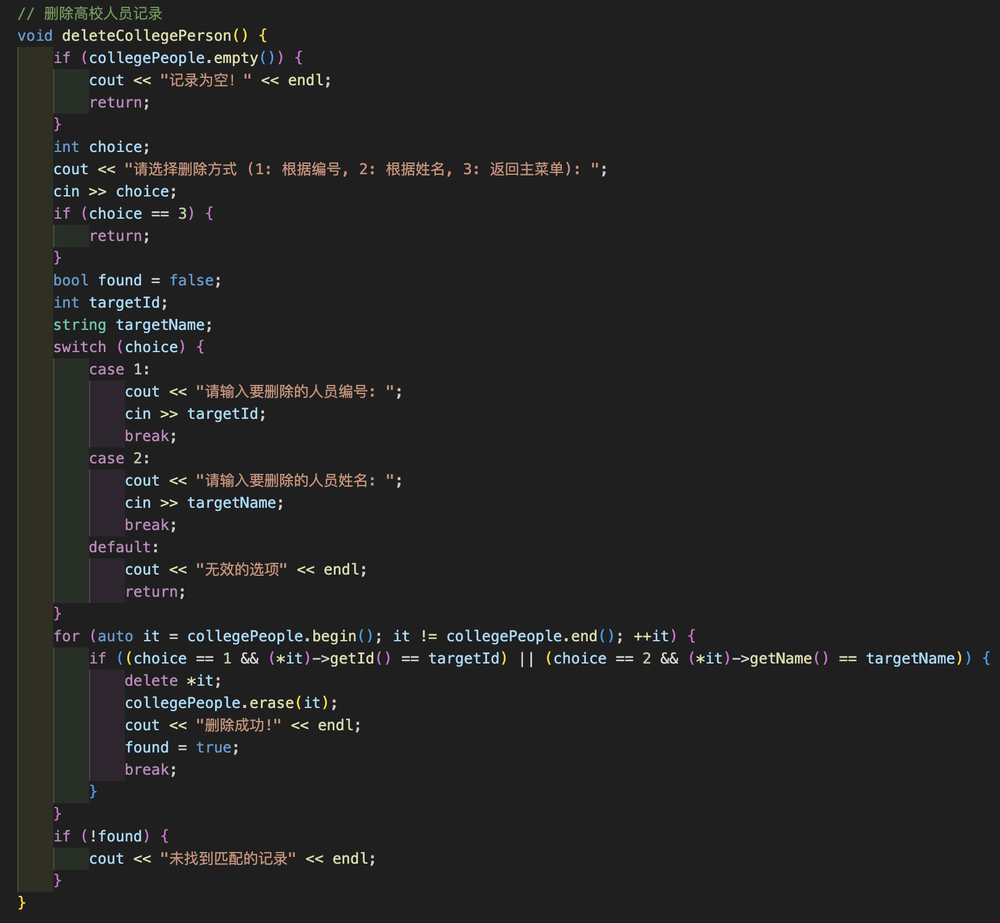 // 删除高校人员记录
void deleteCollegePerson() {
    if (collegePeople.empty()) {
        cout << "记录为空！" << endl;
        return;
    }
    int choice;
    cout << "请选择删除方式 (1: 根据编号, 2: 根据姓名, 3: 返回主菜单): ";
    cin >> choice;
    if (choice == 3) {
        return;
    }
    bool found = false;
    int targetId;
    string targetName;
    switch (choice) {
        case 1:
            cout << "请输入要删除的人员编号: ";
            cin >> targetId;
            break;
        case 2:
            cout << "请输入要删除的人员姓名: ";
            cin >> targetName;
            break;
        default:
            cout << "无效的选项" << endl;
            return;
    }
    for (auto it = collegePeople.begin(); it != collegePeople.end(); ++it) {
        if ((choice == 1 && (*it)->getId() == targetId) || (choice == 2 && (*it)->getName() == targetName)) {
            delete *it;
            collegePeople.erase(it);
            cout << "删除成功!" << endl;
            found = true;
            break;
        }
    }
    if (!found) {
        cout << "未找到匹配的记录" << endl;
    }
}